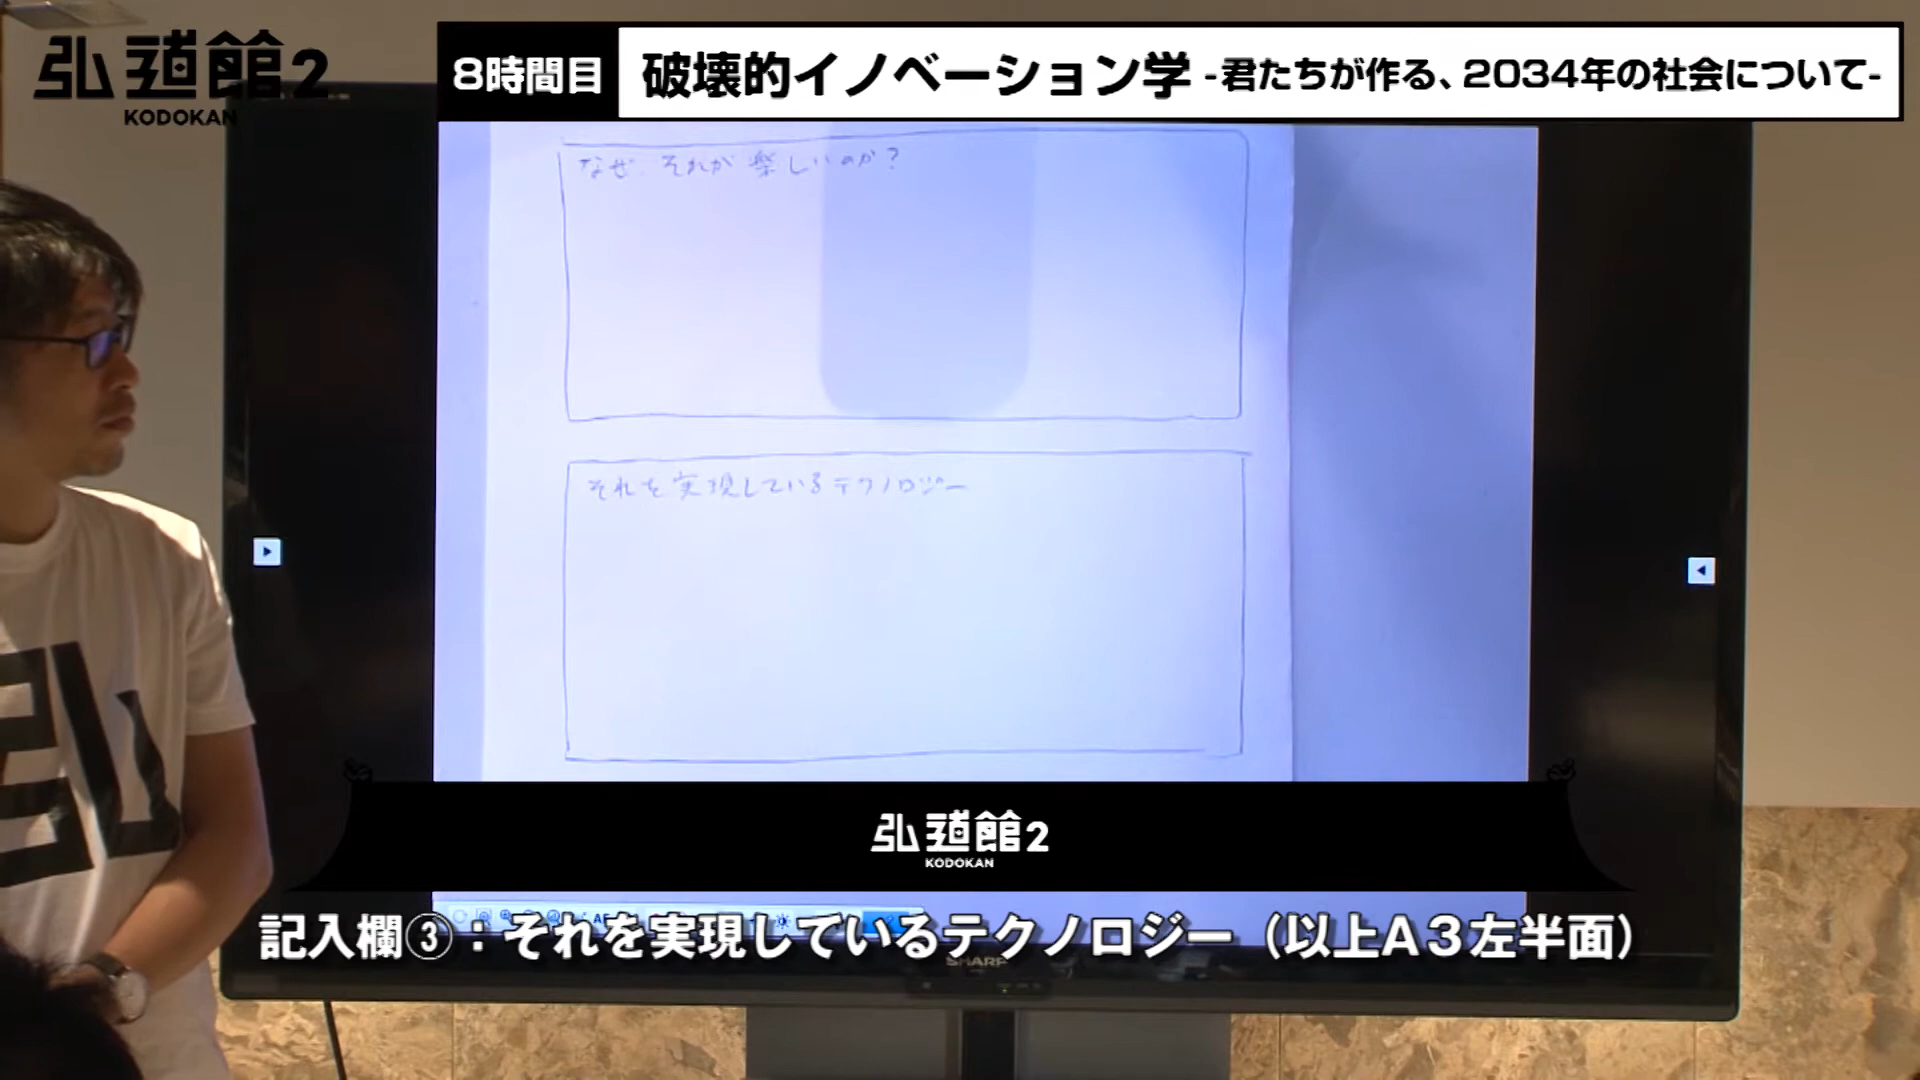 弘道館2
KODOKAN
8時間目
破壊的イノベーション学 -君たちが作る、2034年の社会について-
なぜ、それが楽しいのか?
それを実現しているテクノロジー
弘道館2
KODOKAN
記入欄③:それを実現しているテクノロジー(以上A3左半面)
SHARP